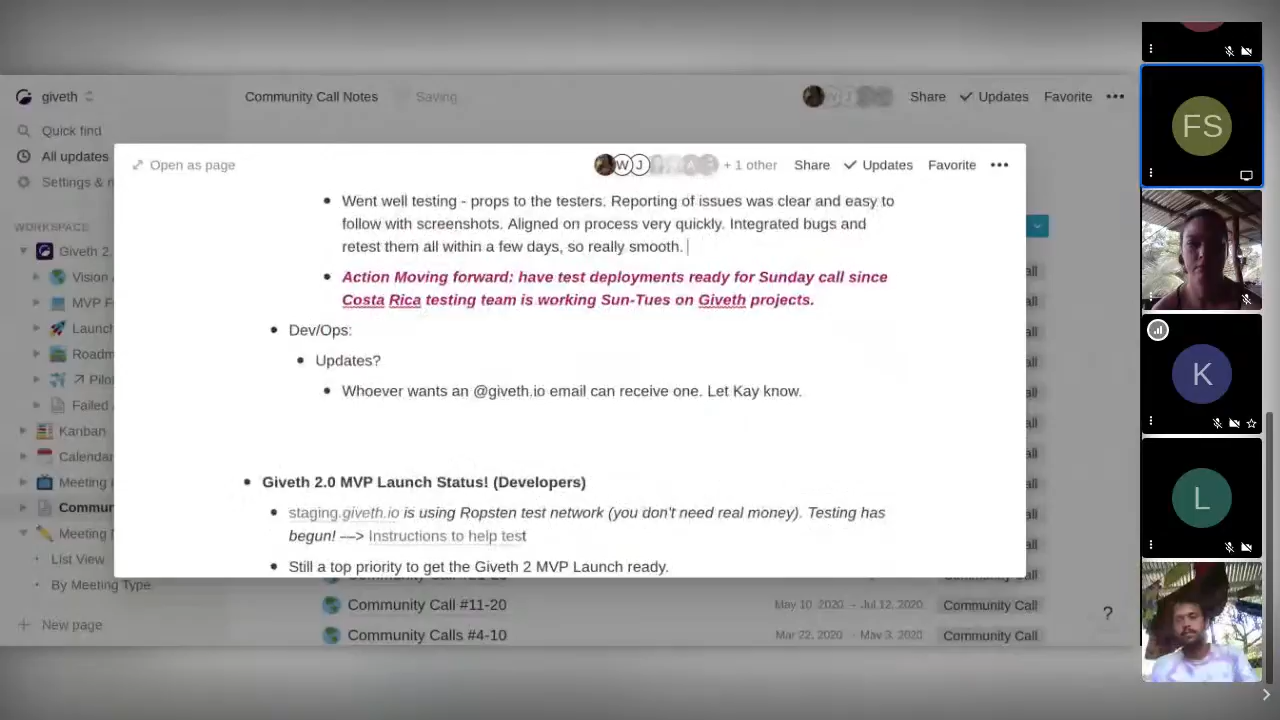 giveth
Community Call Notes
Saving
Share
Updates
Favorite
Quick find
All updates
Settings &
WORKSPACE
Giveth 2.
Vision
MVP
Launch
Roadm
Pilo
Failed
Kanban
Calendar
Meeting
Commun
Meeting
List View
By Meeting Type
New page
Open as page
W
J
A
+ 1 other
Share
Updates
Favorite
Went well testing - props to the testers. Reporting of issues was clear and easy to
follow with screenshots. Aligned on process very quickly. Integrated bugs and
retest them all within a few days, so really smooth.
Action Moving forward: have test deployments ready for Sunday call since
Costa Rica testing team is working Sun-Tues on Giveth projects.
Dev/Ops:
Updates?
Whoever wants an @giveth.io email can receive one. Let Kay know.
Giveth 2.0 MVP Launch Status! (Developers)
staging.giveth.io is using Ropsten test network (you don't need real money). Testing has
begun! —> Instructions to help test
Still a top priority to get the Giveth 2 MVP Launch ready.
Community Call #11-20
May 10, 2020 → Jul 12, 2020
Community Call
Community Calls #4-10
Mar 22, 2020 → May 3, 2020
Community Call
?
FS
K
L